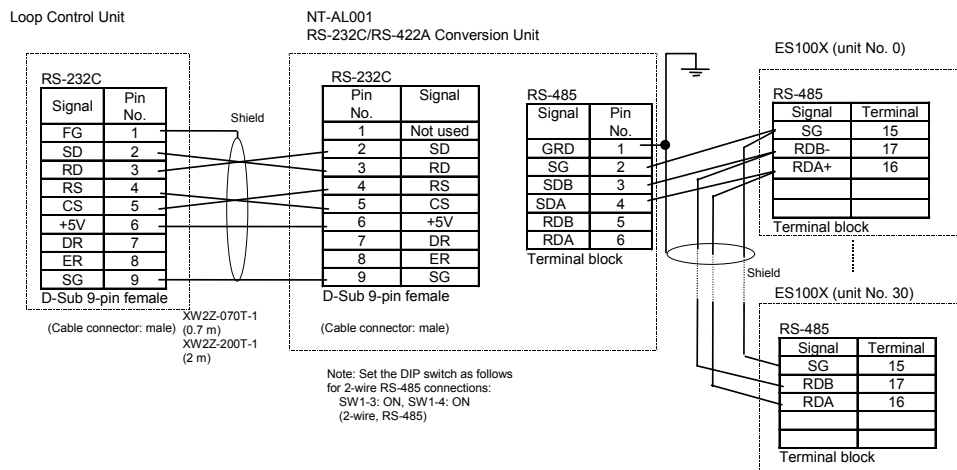 Loop Control Unit
RS-232C
Signal Pin No.
FG 1
SD 2
RD 3
RS 4
CS 5
+5V 6
DR 7
ER 8
SG 9
D-Sub 9-pin female
(Cable connector: male)
Shield
XW2Z-070T-1
(0.7 m)
XW2Z-200T-1
(2 m)
NT-AL001
RS-232C/RS-422A Conversion Unit
RS-232C
Pin No. Signal
1 Not used
2 SD
3 RD
4 RS
5 CS
6 +5V
7 DR
8 ER
9 SG
D-Sub 9-pin female
(Cable connector: male)
RS-485
Signal Pin No.
GRD 1
SG 2
SDB 3
SDA 4
RDB 5
RDA 6
Terminal block
Note: Set the DIP switch as follows
for 2-wire RS-485 connections:
SW1-3: ON, SW1-4: ON
(2-wire, RS-485)
Shield
ES100X (unit No. 0)
RS-485
Signal Terminal
SG 15
RDB- 17
RDA+ 16
Terminal block
ES100X (unit No. 30)
RS-485
Signal Terminal
SG 15
RDB 17
RDA 16
Terminal block